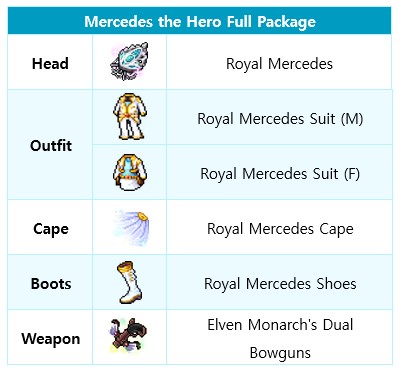 Mercedes the Hero Full Package
Head
Royal Mercedes
Outfit
Royal Mercedes Suit (M)
Royal Mercedes Suit (F)
Cape
Royal Mercedes Cape
Boots
Royal Mercedes Shoes
Weapon
Elven Monarch's Dual
Bowguns